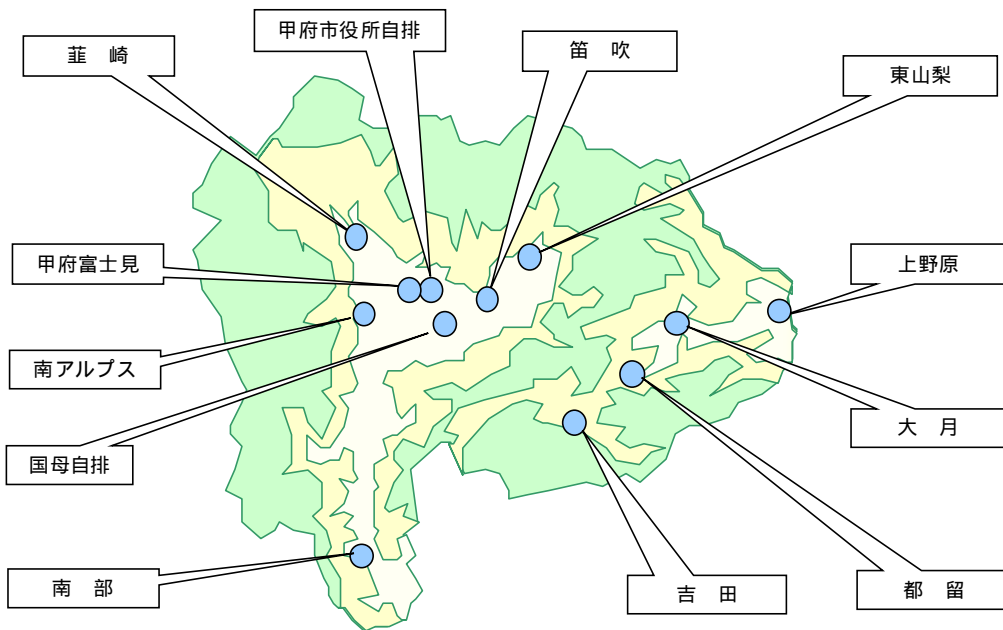 甲府市役所自排
韮　崎
笛　吹
東山梨
甲府富士見
上野原
南アルプス
大　月
国母自排
南　部
吉　田
都　留